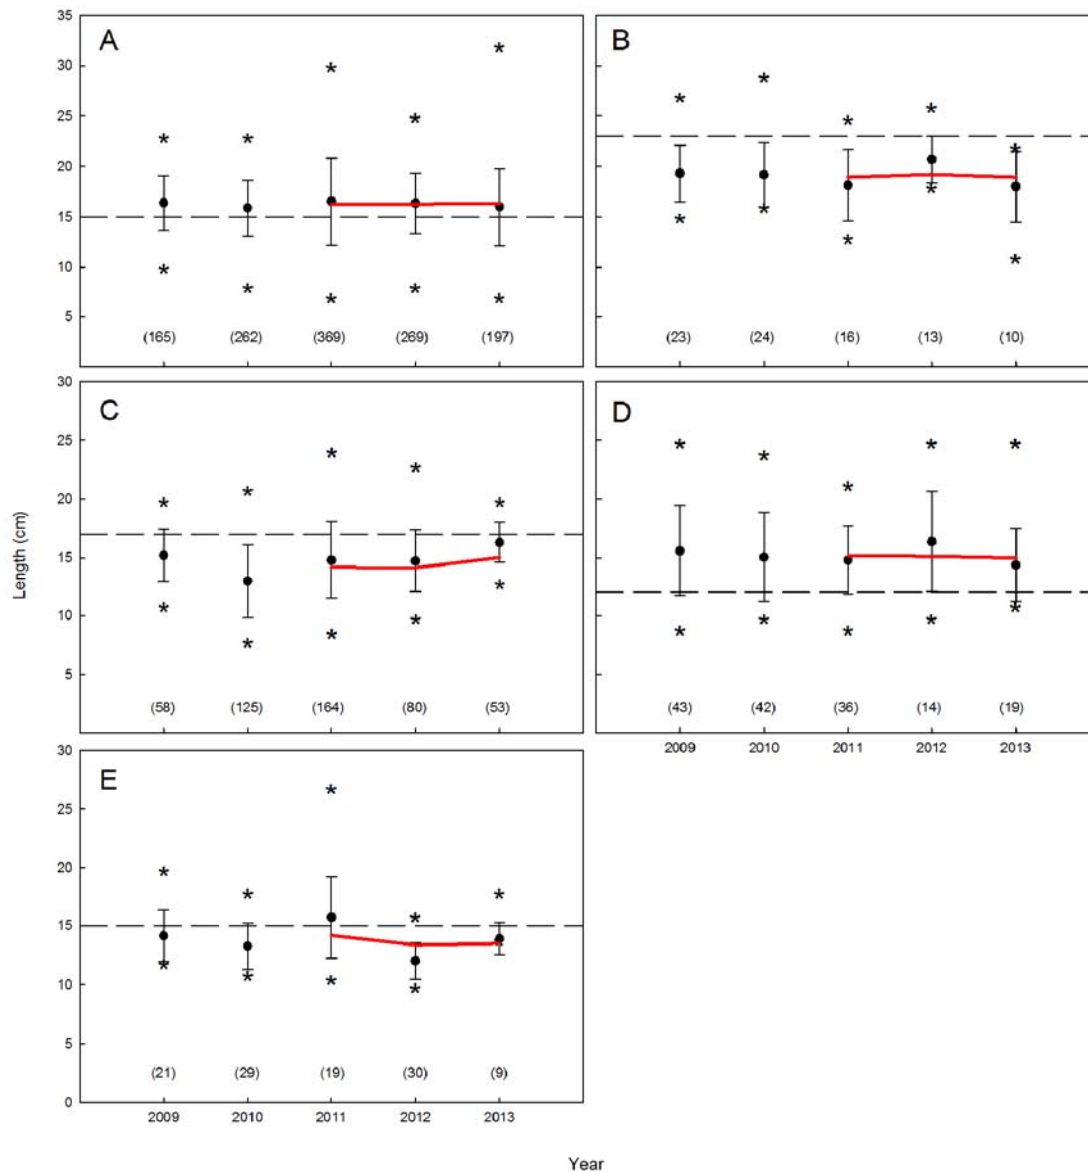 A
35
30
25
20
15
10
5
(165) (262) (369) (269) (197)
B
(23) (24) (16) (13) (10)
C
30
25
20
15
10
5
(58) (125) (164) (80) (53)
D
(43) (42) (36) (14) (19)
2009 2010 2011 2012 2013
Length (cm)
E
30
25
20
15
10
5
0
(21) (29) (19) (30) (9)
2009 2010 2011 2012 2013
Year